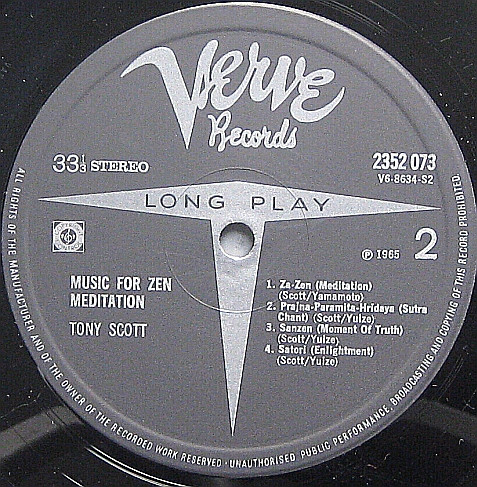 Verve
Records
33 1/3 STEREO
2352 073
V6-8634-S2
LONG PLAY
℗ 1965
2
MUSIC FOR ZEN
MEDITATION
TONY SCOTT
1. Za-Zen (Meditation)
(Scott/Yamamoto)
2. Prajna-Paramita-Hridaya (Sutra
Chant) (Scott/Yuize)
3. Sanzen (Moment Of Truth)
(Scott/Yuize)
4. Satori (Enlightment)
(Scott/Yuize)
ALL RIGHTS OF THE MANUFACTURER AND OF THE OWNER OF THE RECORDED WORK RESERVED · UNAUTHORISED PUBLIC PERFORMANCE, BROADCASTING AND COPYING OF THIS RECORD PROHIBITED.